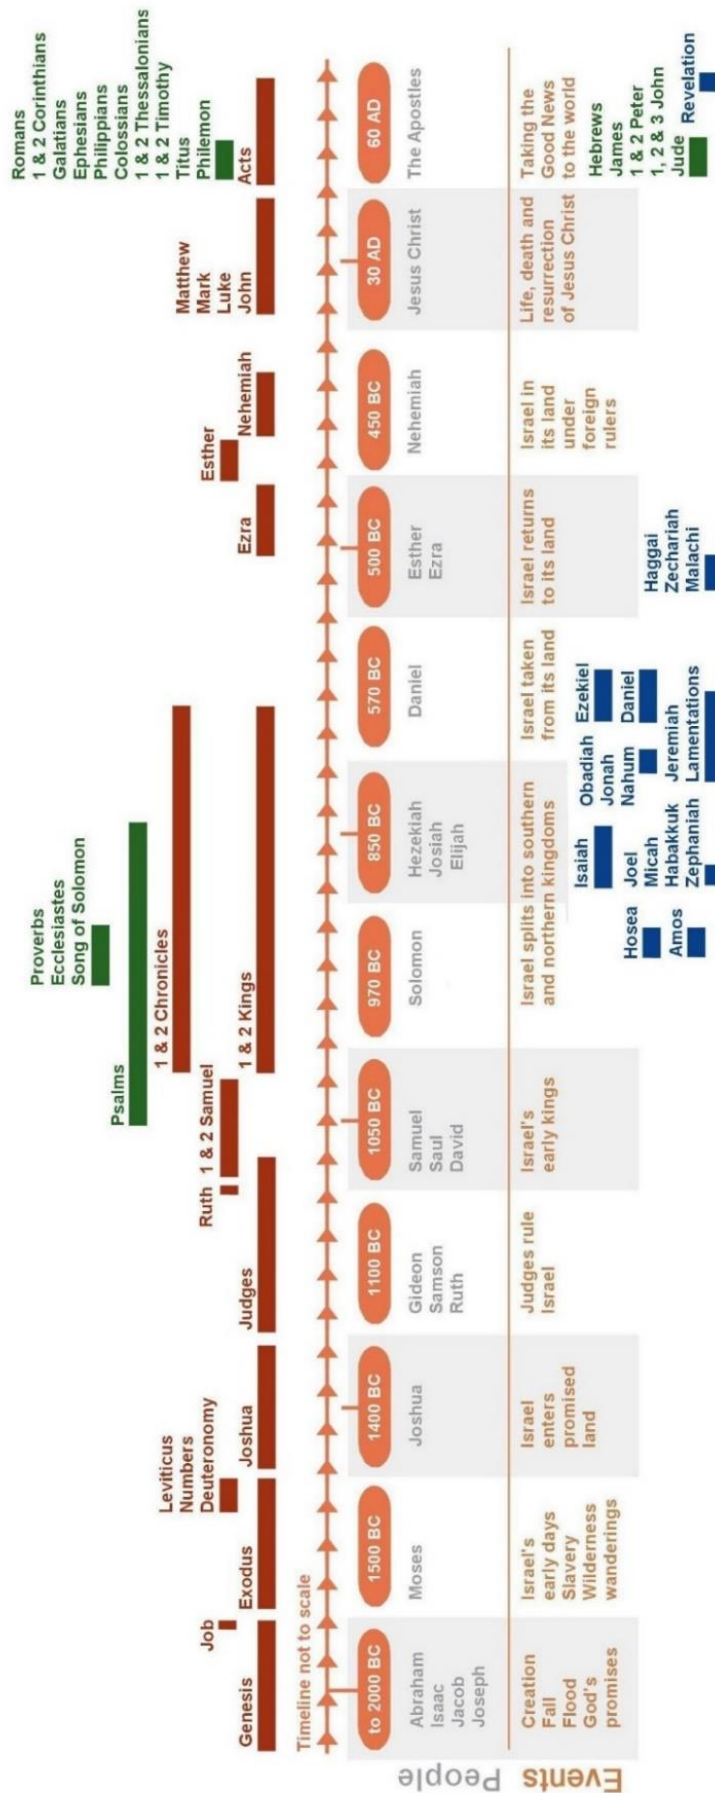 Proverbs
Ecclesiastes
Song of Solomon
Psalms
1 & 2 Chronicles
Romans
1 & 2 Corinthians
Galatians
Ephesians
Philippians
Colossians
1 & 2 Thessalonians
1 & 2 Timothy
Titus
Philemon
Job
Leviticus
Numbers
Deuteronomy
Ruth
1 & 2 Samuel
Esther
Matthew
Mark
Luke
John
Genesis
Exodus
Joshua
Judges
1 & 2 Kings
Ezra
Nehemiah
Acts
Timeline not to scale
to 2000 BC
1500 BC
1400 BC
1100 BC
1050 BC
970 BC
850 BC
570 BC
500 BC
450 BC
30 AD
60 AD
People
Abraham
Isaac
Jacob
Joseph
Moses
Joshua
Gideon
Samson
Ruth
Samuel
Saul
David
Solomon
Hezekiah
Josiah
Elijah
Daniel
Esther
Ezra
Nehemiah
Jesus Christ
The Apostles
Events
Creation
Fall
Flood
God's
promises
Israel's
early days
Slavery
Wilderness
wanderings
Israel
enters
promised
land
Judges rule
Israel
Israel's
early kings
Israel splits into southern
and northern kingdoms
Israel taken
from its land
Israel returns
to its land
Israel in
its land
under
foreign
rulers
Life, death and
resurrection
of Jesus Christ
Taking the
Good News
to the world
Hosea
Amos
Isaiah
Joel
Micah
Habakkuk
Zephaniah
Obadiah
Jonah
Nahum
Ezekiel
Daniel
Jeremiah
Lamentations
Haggai
Zechariah
Malachi
Hebrews
James
1 & 2 Peter
1, 2 & 3 John
Jude
Revelation